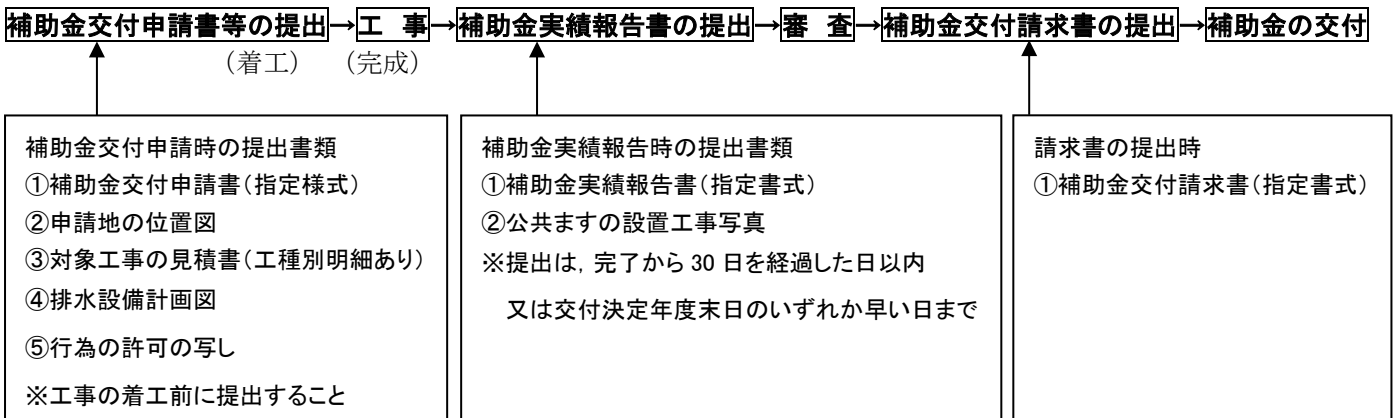 補助金交付申請書等の提出→工　事→補助金実績報告書の提出→審　査→補助金交付請求書の提出→補助金の交付
（着工）　（完成）
補助金交付申請時の提出書類
①補助金交付申請書（指定様式）
②申請地の位置図
③対象工事の見積書（工種別明細あり）
④排水設備計画図
⑤行為の許可の写し
※工事の着工前に提出すること
補助金実績報告時の提出書類
①補助金実績報告書（指定書式）
②公共ますの設置工事写真
※提出は，完了から 30 日を経過した日以内
又は交付決定年度末日のいずれか早い日まで
請求書の提出時
①補助金交付請求書（指定書式）